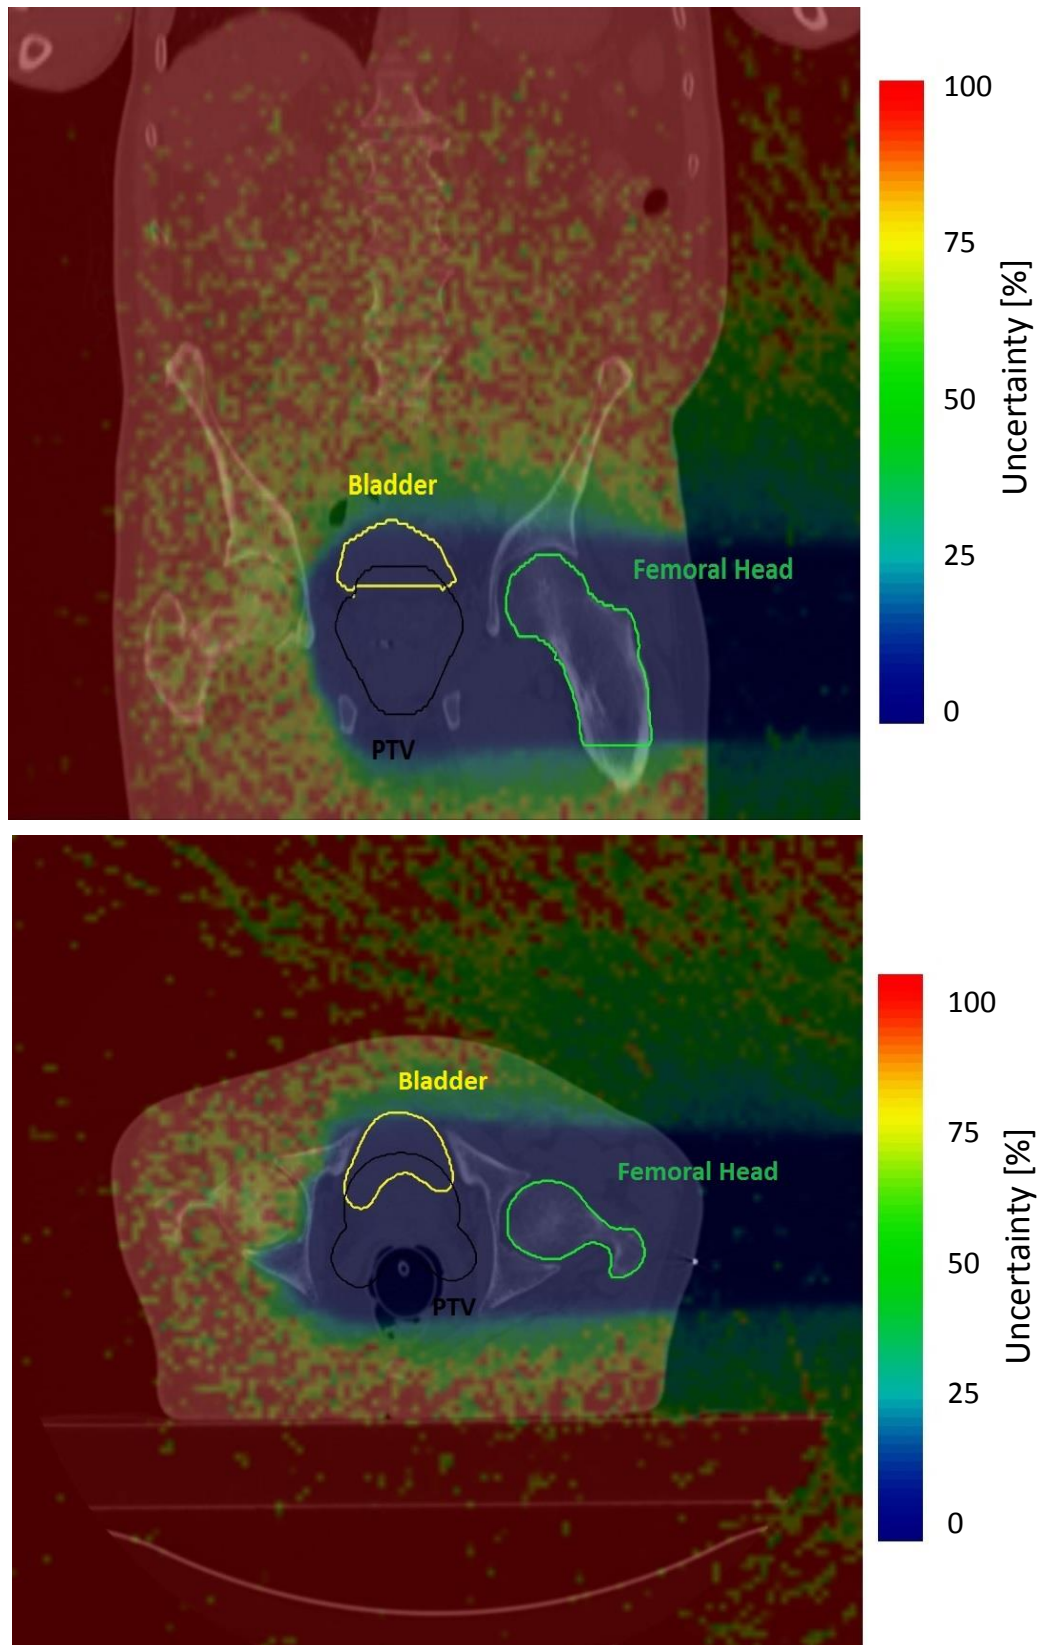 100
75
50
25
0
Uncertainty [%]
Bladder
Femoral Head
PTV
100
75
50
25
0
Uncertainty [%]
Bladder
Femoral Head
PTV